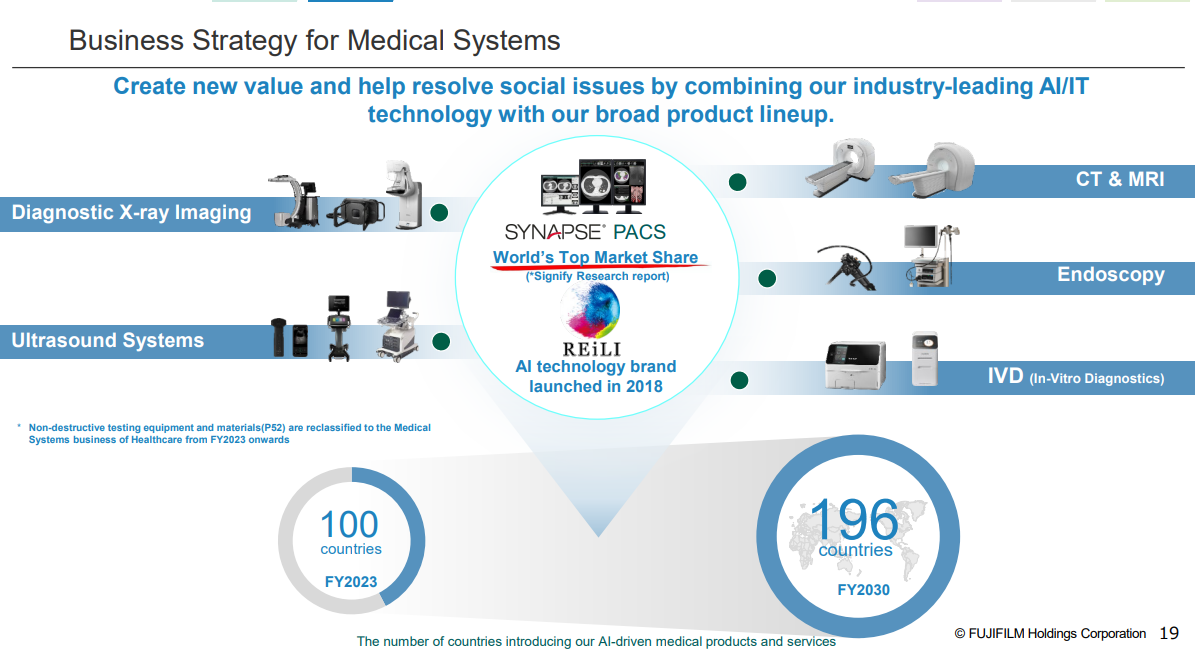 Business Strategy for Medical Systems
Create new value and help resolve social issues by combining our industry-leading AI/IT
technology with our broad product lineup.
Diagnostic X-ray Imaging
Ultrasound Systems
SYNAPSE® PACS
World's Top Market Share
(*Signify Research report)
REiLI
AI technology brand
launched in 2018
CT & MRI
Endoscopy
IVD (In-Vitro Diagnostics)
* Non-destructive testing equipment and materials(P52) are reclassified to the Medical
Systems business of Healthcare from FY2023 onwards
100
countries
FY2023
196
countries
FY2030
The number of countries introducing our AI-driven medical products and services
© FUJIFILM Holdings Corporation 19